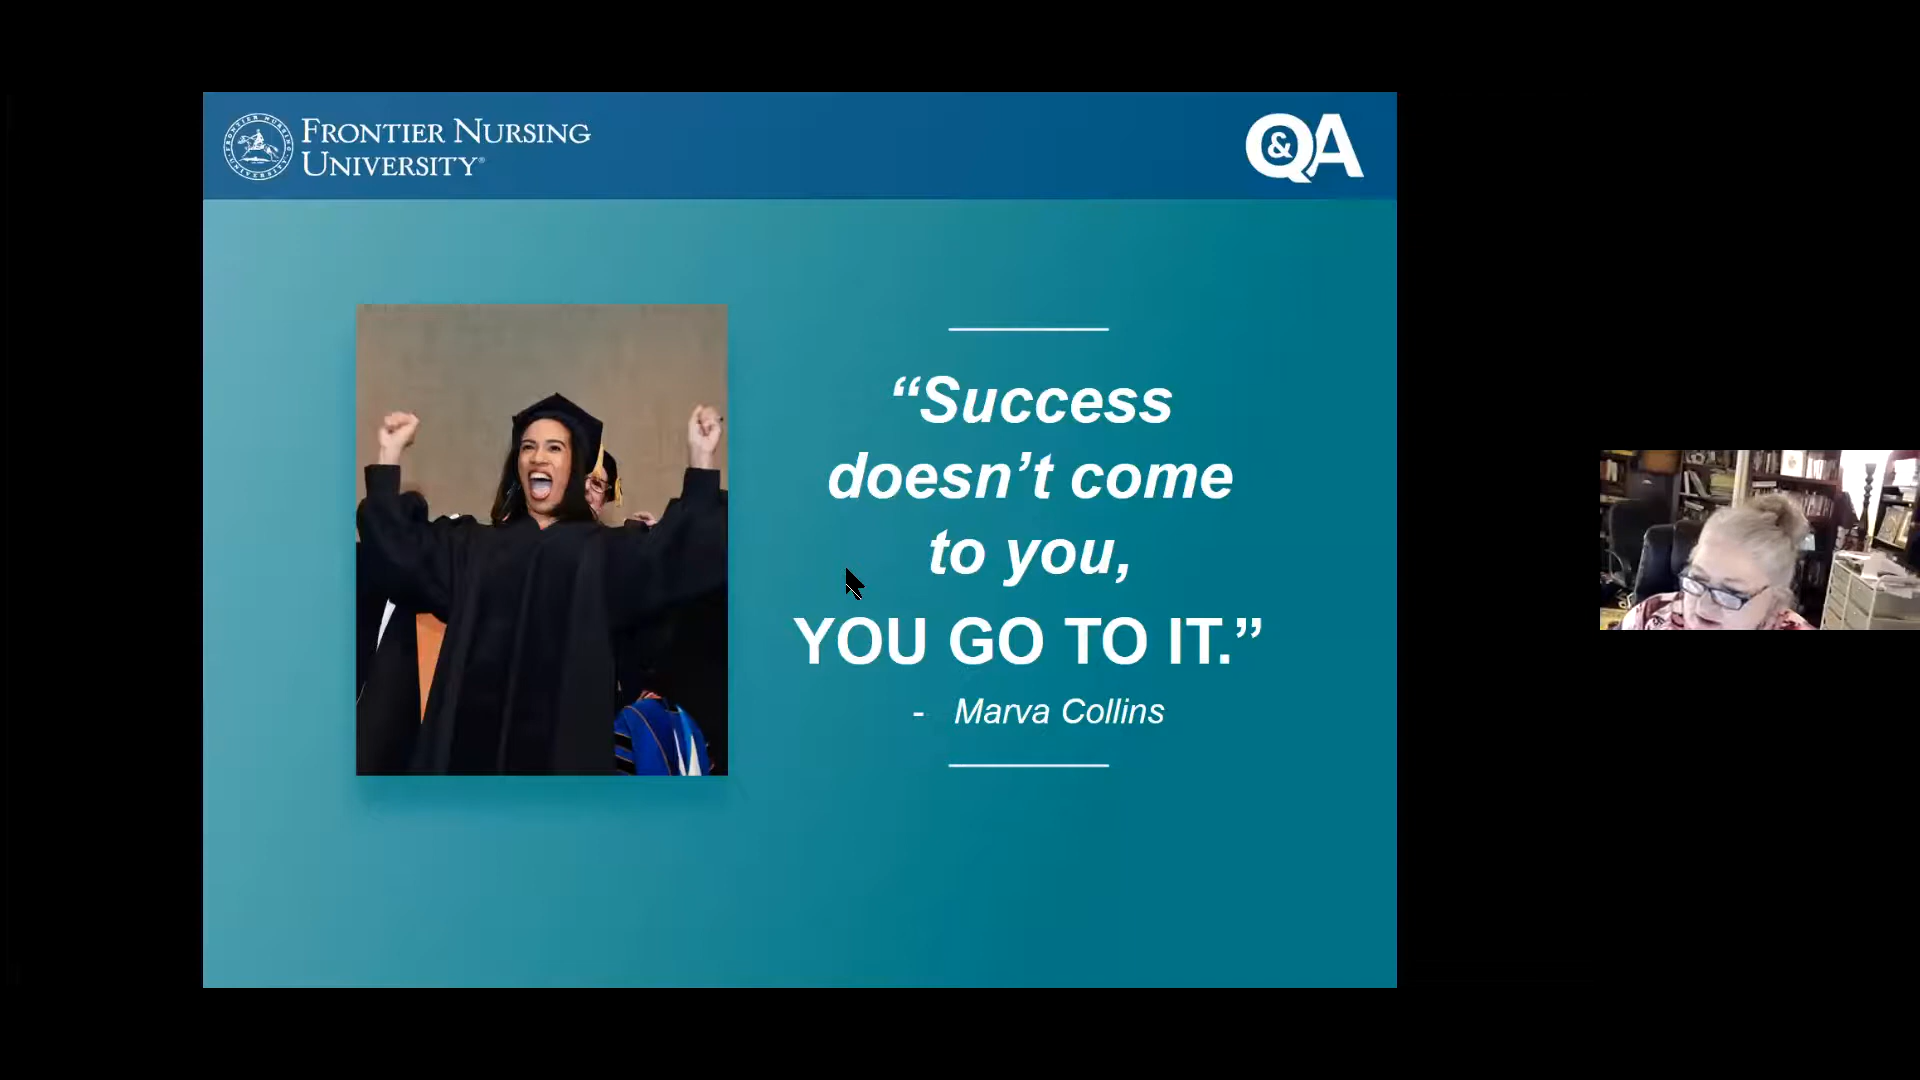 FRONTIER NURSING
UNIVERSITY®
Q&A
“Success
doesn’t come
to you,
YOU GO TO IT.”
- Marva Collins